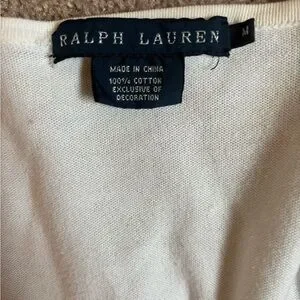 RALPH LAUREN M
MADE IN CHINA
100% COTTON
EXCLUSIVE OF
DECORATION